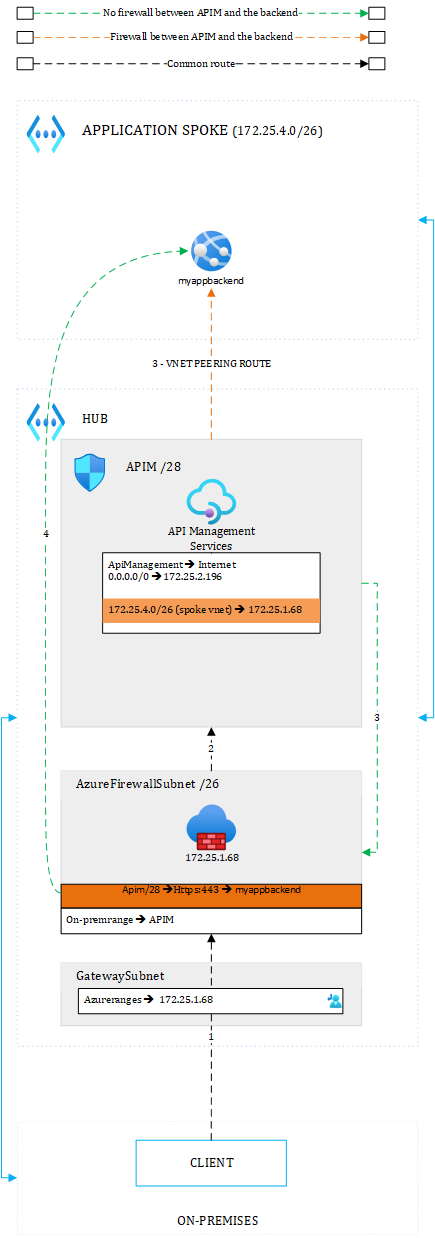 No firewall between APIM and the backend
Firewall between APIM and the backend
Common route
APPLICATION SPOKE (172.25.4.0/26)
myappbackend
3 - VNET PEERING ROUTE
HUB
APIM /28
API Management
Services
ApiManagement → Internet
0.0.0.0/0 → 172.25.2.196
172.25.4.0/26 (spoke vnet) → 172.25.1.68
4
3
2
AzureFirewallSubnet /26
172.25.1.68
Apim/28 → Https:443 → myappbackend
On-premrange → APIM
GatewaySubnet
Azureranges → 172.25.1.68
1
CLIENT
ON-PREMISES